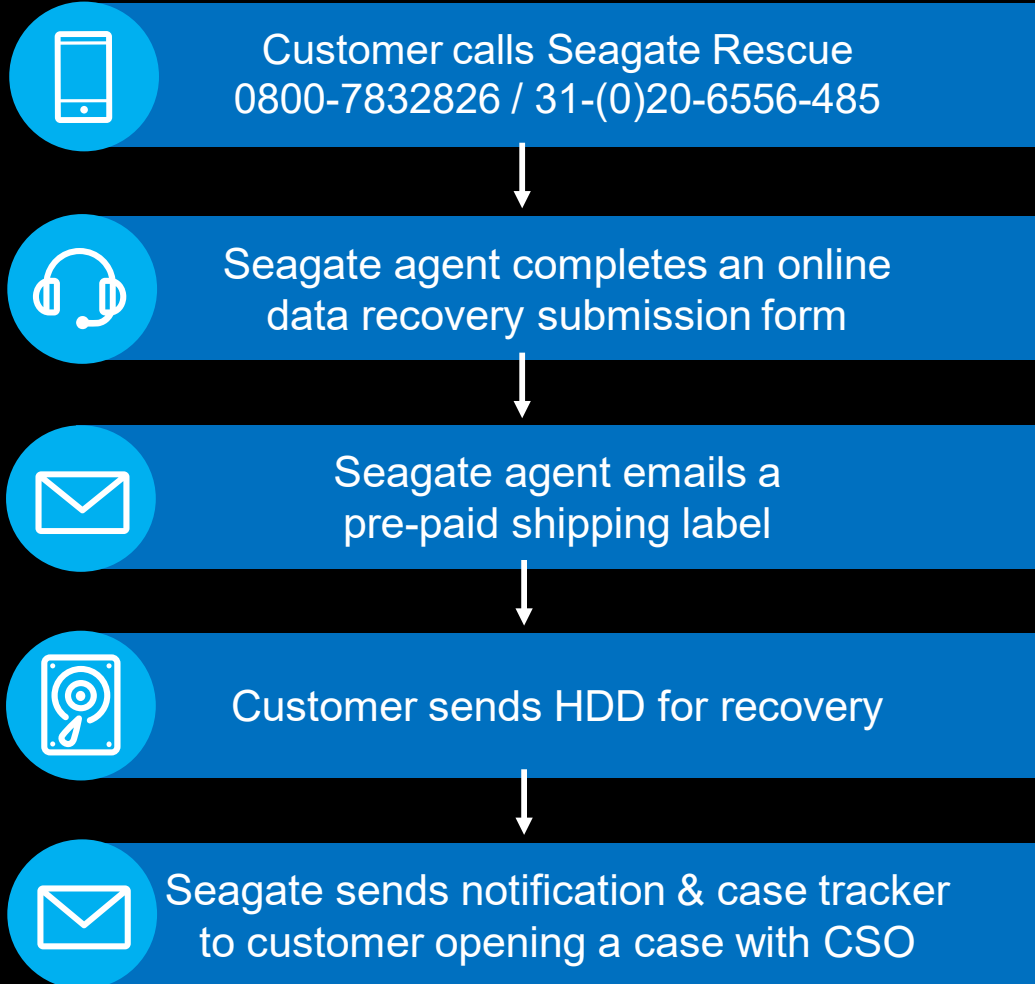 Customer calls Seagate Rescue
0800-7832826 / 31-(0)20-6556-485
Seagate agent completes an online
data recovery submission form
Seagate agent emails a
pre-paid shipping label
Customer sends HDD for recovery
Seagate sends notification & case tracker
to customer opening a case with CSO